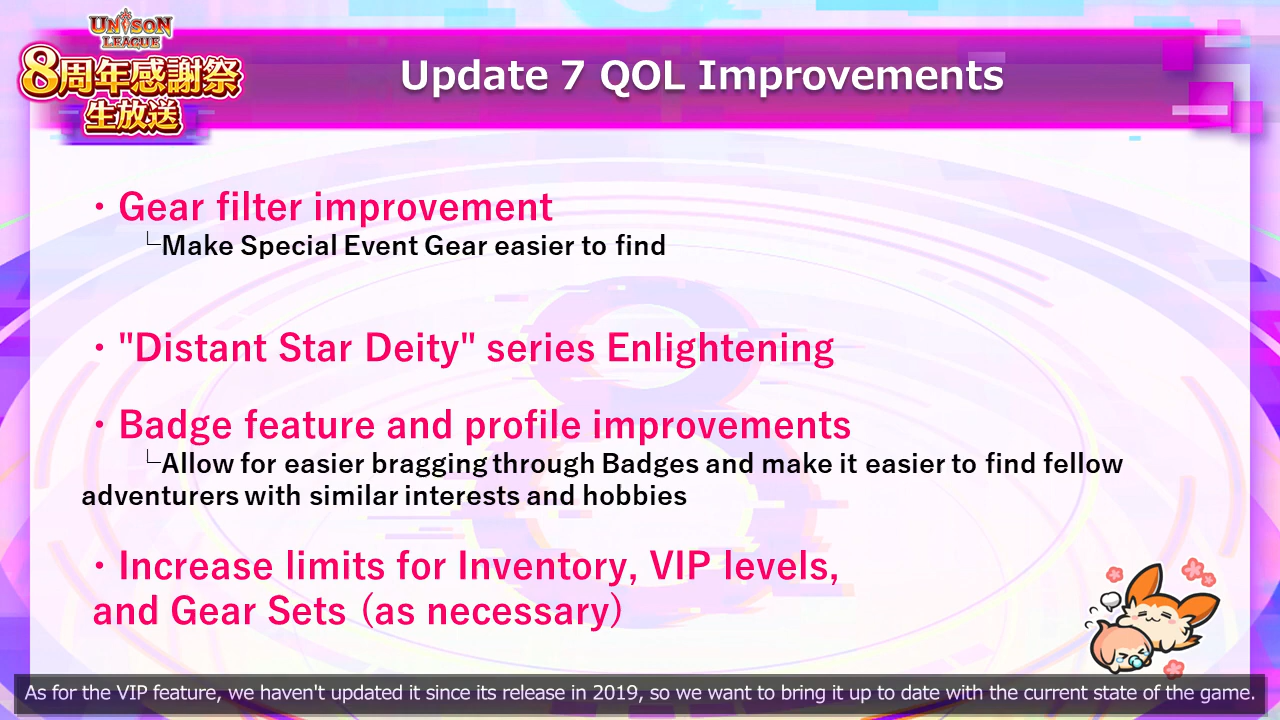 UNISON
LEAGUE
8周年感謝祭
生放送
Update 7 QOL Improvements
・Gear filter improvement
└Make Special Event Gear easier to find
・"Distant Star Deity" series Enlightening
・Badge feature and profile improvements
└Allow for easier bragging through Badges and make it easier to find fellow
adventurers with similar interests and hobbies
・Increase limits for Inventory, VIP levels,
and Gear Sets (as necessary)
As for the VIP feature, we haven't updated it since its release in 2019, so we want to bring it up to date with the current state of the game.